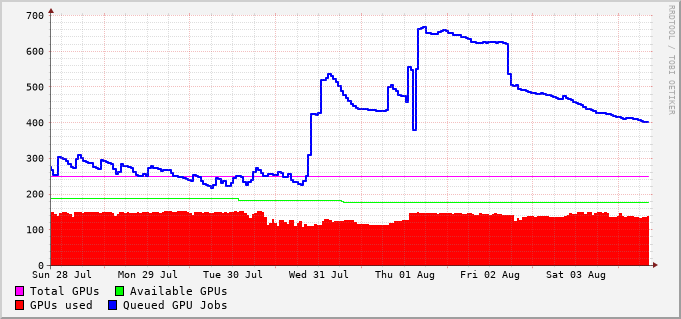 700
600
500
400
300
200
100
0
Sun 28 Jul Mon 29 Jul Tue 30 Jul Wed 31 Jul Thu 01 Aug Fri 02 Aug Sat 03 Aug
Total GPUs Available GPUs
GPUs used Queued GPU Jobs
RRDTOOL / TOBI OETIKER